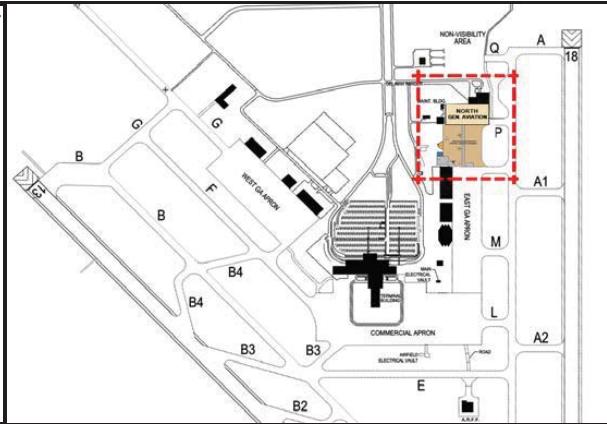 NON-VISIBILITY
AREA
Q
A
18
MAINT. BLDG.
NORTH
GEN. AVIATION
P
G
G
B
13
F
WEST GA APRON
EAST GA APRON
A1
B
M
B4
MAIN
ELECTRICAL
VAULT
B4
TERMINAL
BUILDING
L
COMMERCIAL APRON
A2
B3
B3
AIRFIELD
ELECTRICAL VAULT
ROAD
E
B2
A.R.F.F.